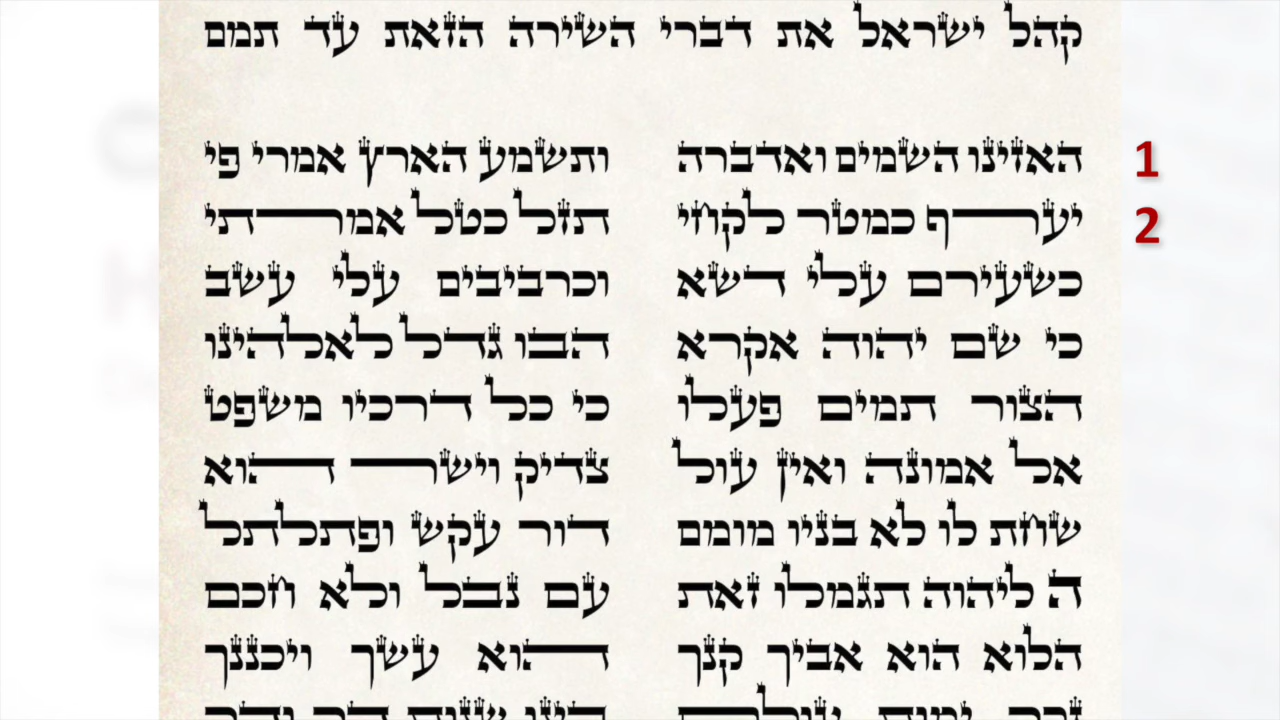 קהל ישראל את דברי השירה הזאת עד תמם
האזינו השמים ואדברה ותשמע הארץ אמרי פי 1
יערף כמטר לקחי תזל כטל אמרתי 2
כשעירם עלי דשא וכרביבים עלי עשב
כי שם יהוה אקרא הבו גדל לאלהינו
הצור תמים פעלו כי כל דרכיו משפט
אל אמונה ואין עול צדיק וישר הוא
שחת לו לא בניו מומם דור עקש ופתלתל
ה ליהוה תגמלו זאת עם נבל ולא חכם
הלוא הוא אביך קנך הוא עשך ויכננך